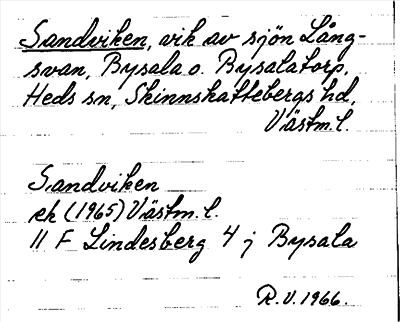 Sandviken, vik av sjön Lång-
svan, Bysala o. Bysalatorp,
Heds sn, Skinnskattebergs hd,
Västm.l.
Sandviken
ek (1965) Västm. l.
11 F Lindesberg 4 j Bysala
R.V. 1966.